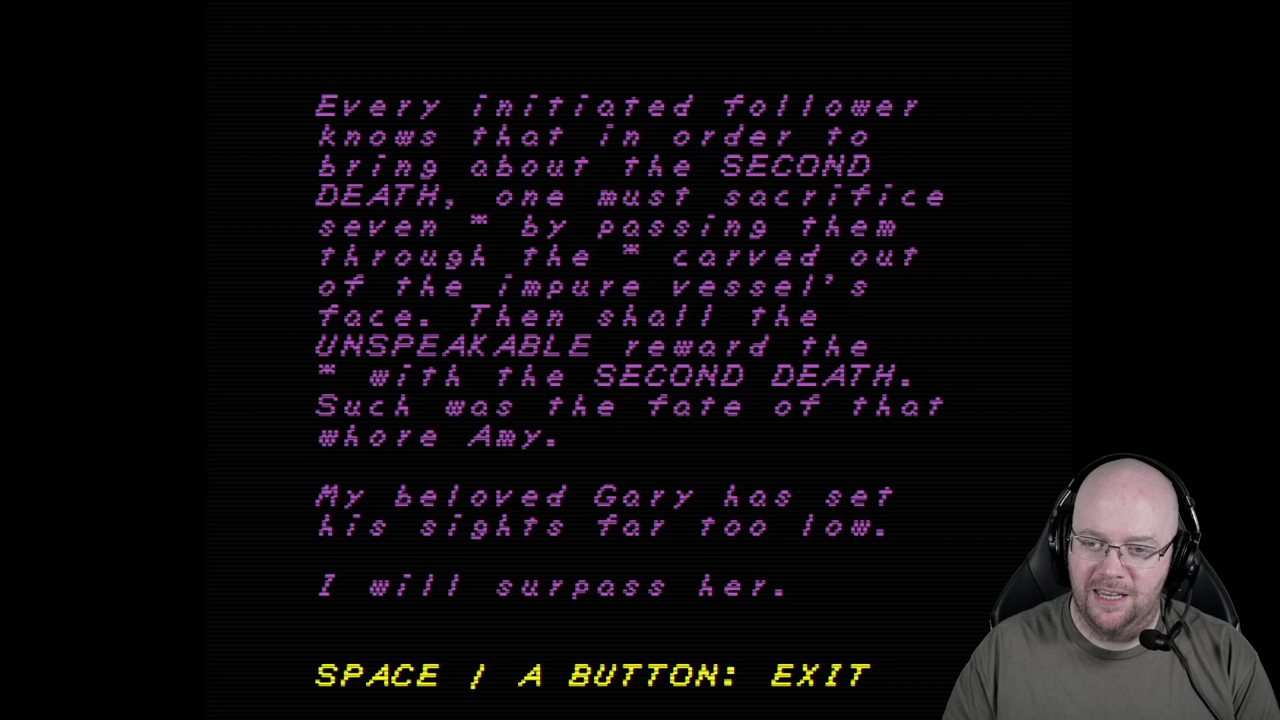 Every initiated follower
knows that in order to
bring about the SECOND
DEATH, one must sacrifice
seven * by passing them
through the * carved out
of the impure vessel's
face. Then shall the
UNSPEAKABLE reward the
* with the SECOND DEATH.
Such was the fate of that
whore Amy.
My beloved Gary has set
his sights far too low.
I will surpass her.
SPACE / A BUTTON: EXIT